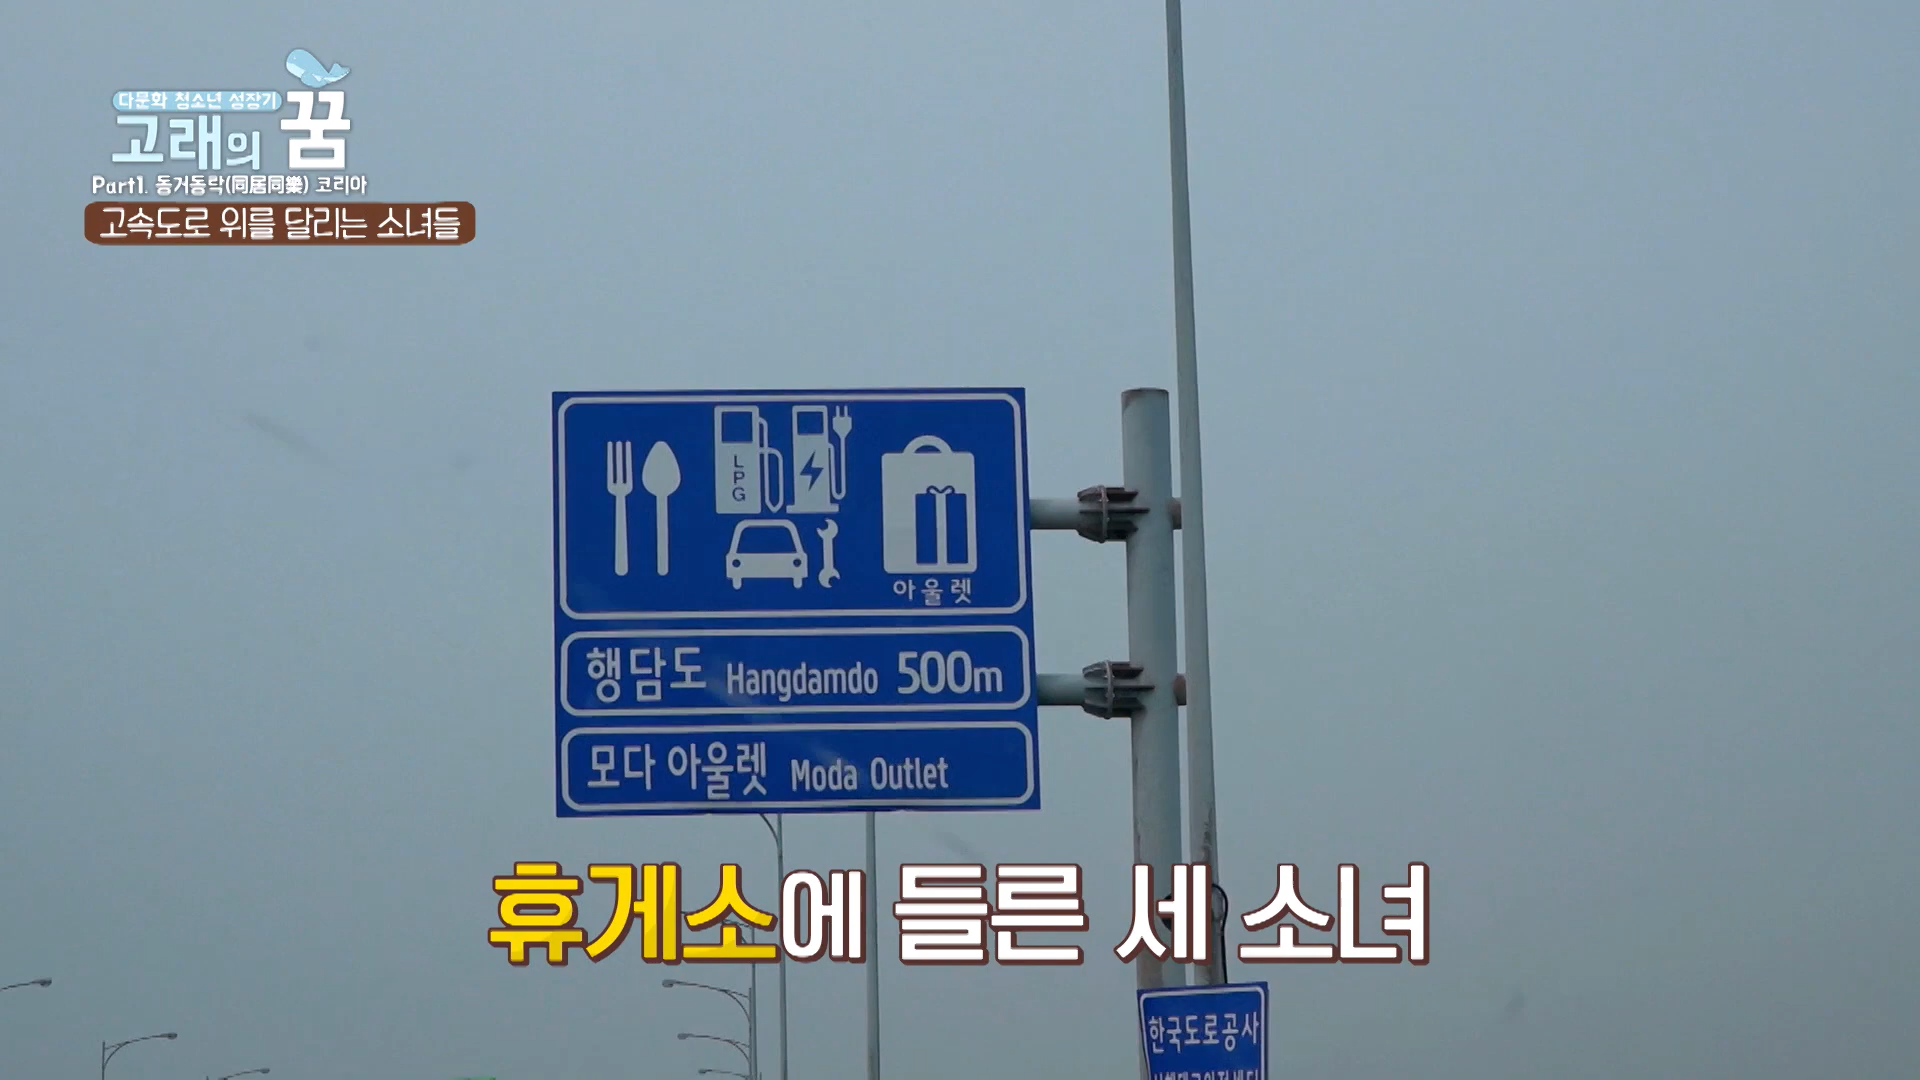 다문화 청소년 성장기
고래의 꿈
Part1. 동거동락(同居同樂) 코리아
고속도로 위를 달리는 소녀들
LPG
아울렛
행담도 Hangdamdo 500m
모다 아울렛 Moda Outlet
휴게소에 들른 세 소녀
한국도로공사